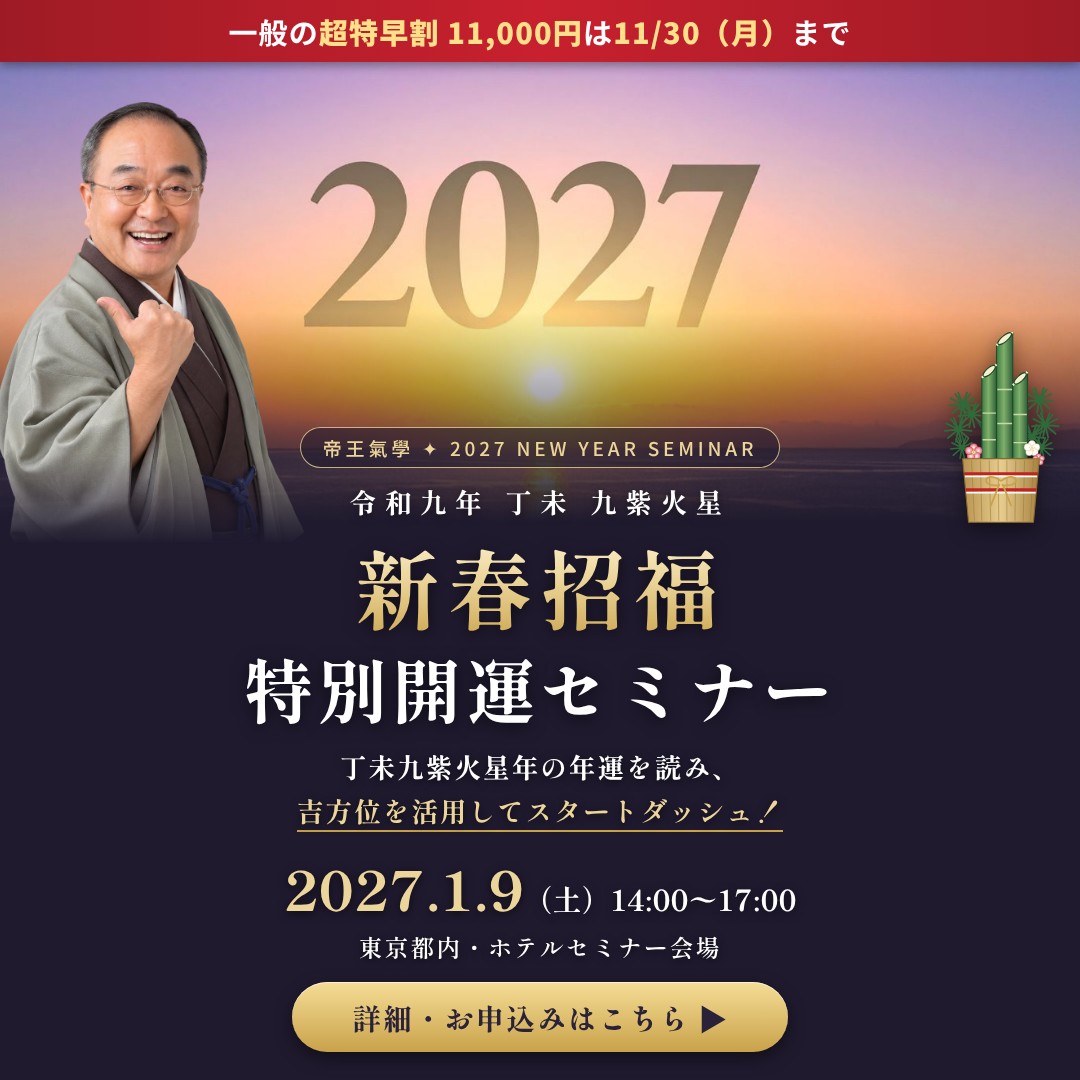 一般の超特早割 11,000円は11/30（月）まで
2027
帝王氣學 ✦ 2027 NEW YEAR SEMINAR
令和九年 丁未 九紫火星
新春招福
特別開運セミナー
丁未九紫火星年の年運を読み、
吉方位を活用してスタートダッシュ！
2027.1.9（土）14:00〜17:00
東京都内・ホテルセミナー会場
詳細・お申込みはこちら ▶